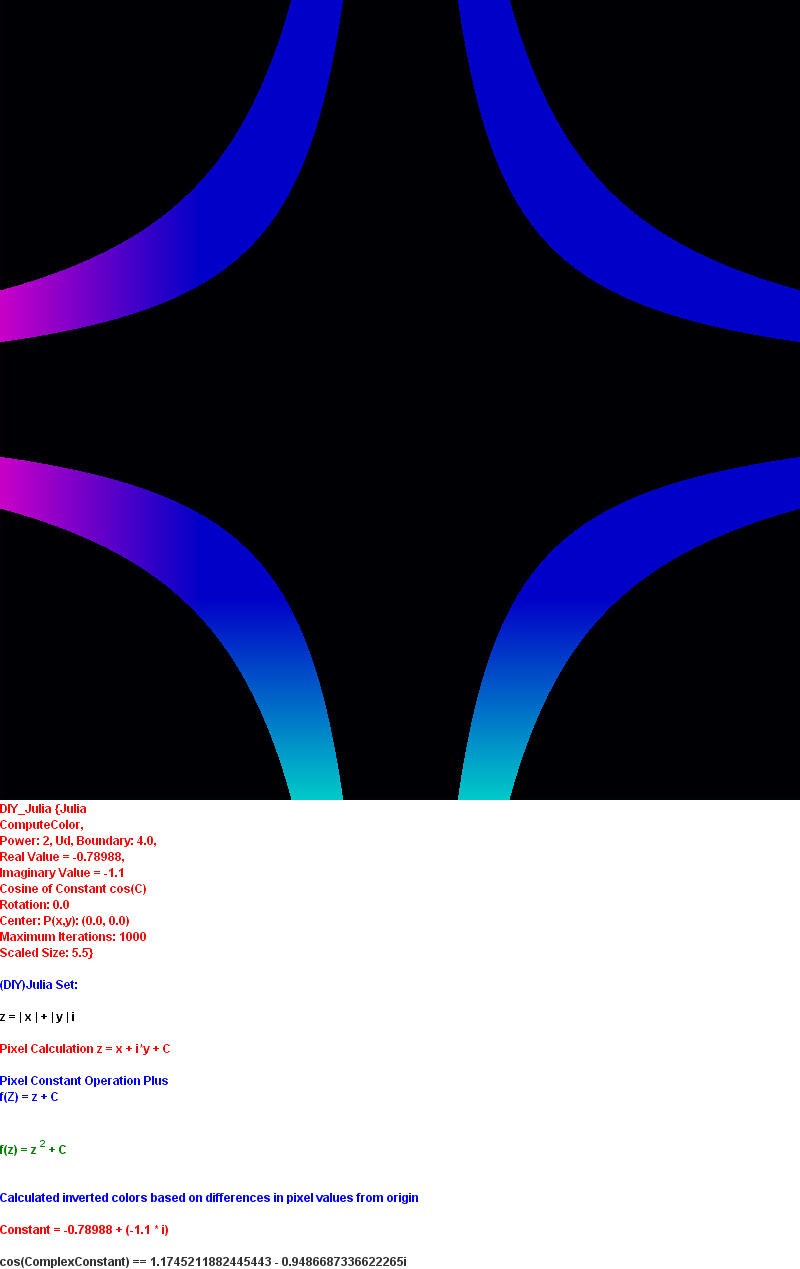 DIY_Julia {Julia
ComputeColor,
Power: 2, Ud, Boundary: 4.0,
Real Value = -0.78988,
Imaginary Value = -1.1
Cosine of Constant cos(C)
Rotation: 0.0
Center: P(x,y): (0.0, 0.0)
Maximum Iterations: 1000
Scaled Size: 5.5}
(DIY)Julia Set:
z = | x | + | y | i
Pixel Calculation z = x + i*y + C
Pixel Constant Operation Plus
f(Z) = z + C
f(z) = z ² + C
Calculated inverted colors based on differences in pixel values from origin
Constant = -0.78988 + (-1.1 * i)
cos(ComplexConstant) == 1.1745211882445443 - 0.9486687336622265i